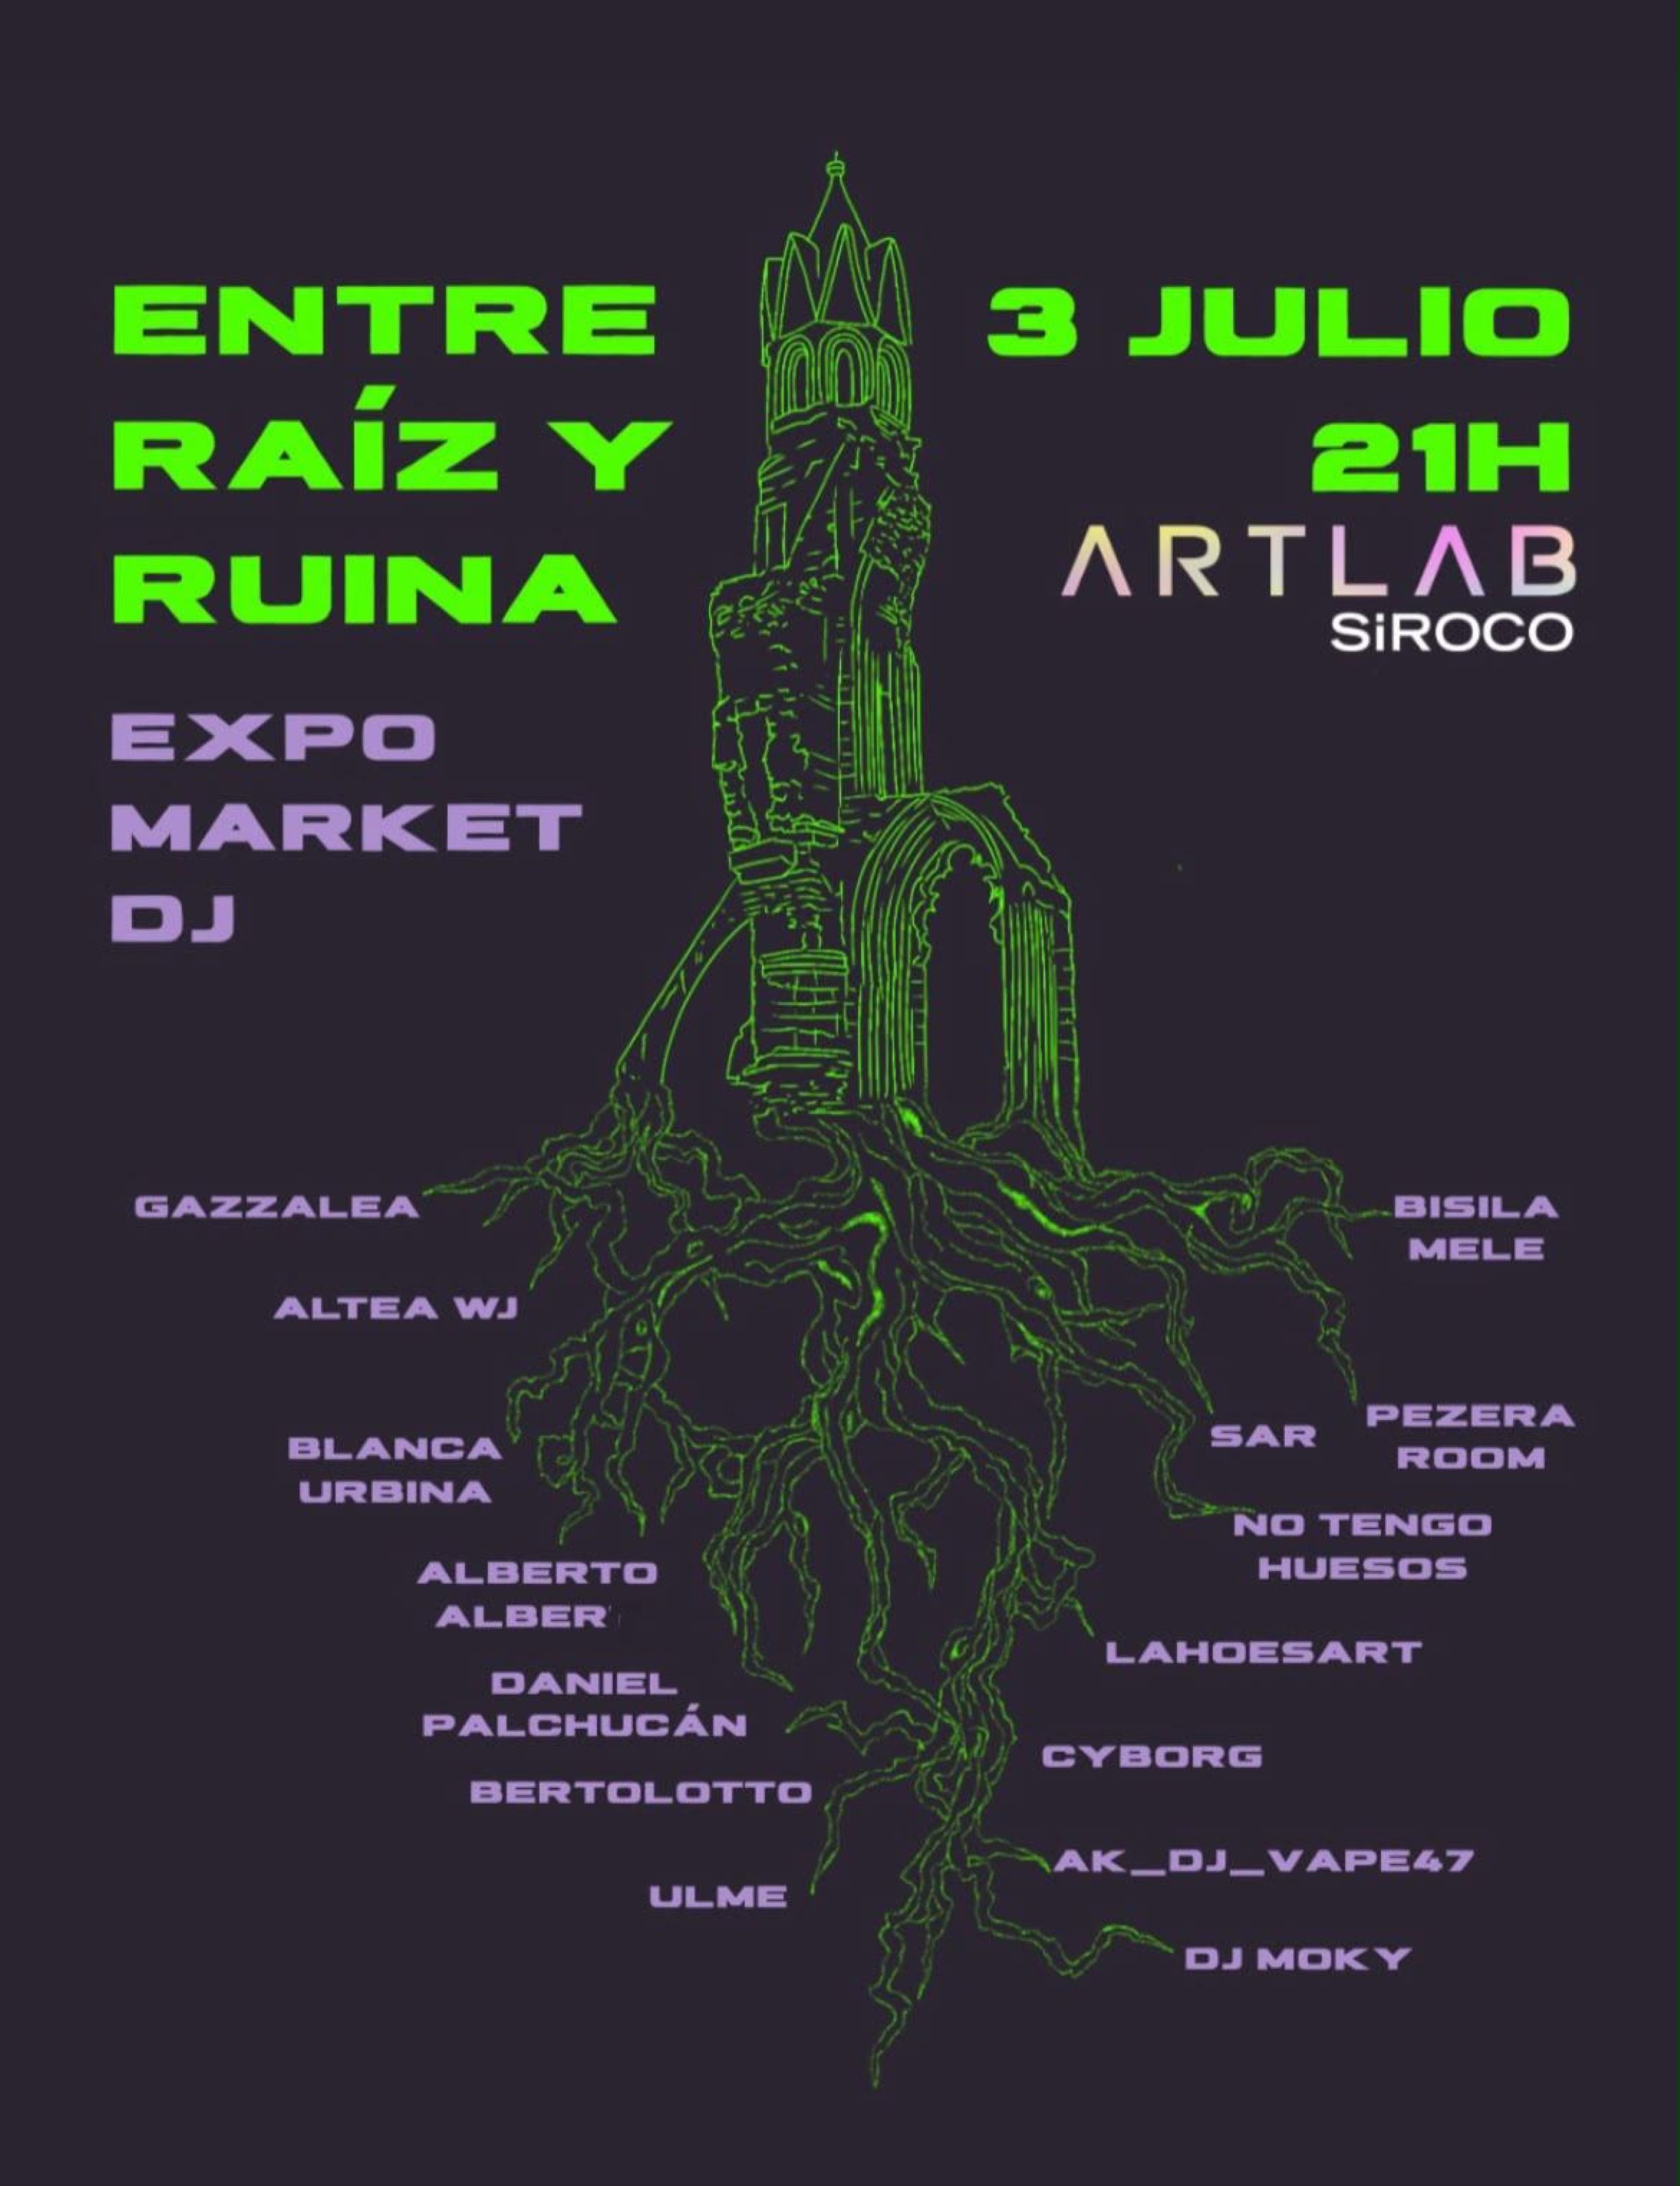 ENTRE
RAÍZ Y
RUINA
3 JULIO
21H
ARTLAB
SiROCO
EXPO
MARKET
DJ
GAZZALEA
ALTEA WJ
BLANCA
URBINA
ALBERTO
DANIEL
PALCHUCÁN
BERTOLOTTO
ULME
BISILA
MELE
PEZERA
ROOM
SAR
NO TENGO
HUESOS
LAHOESART
CYBORG
AK_DJ_VAPE47
DJ MOKY